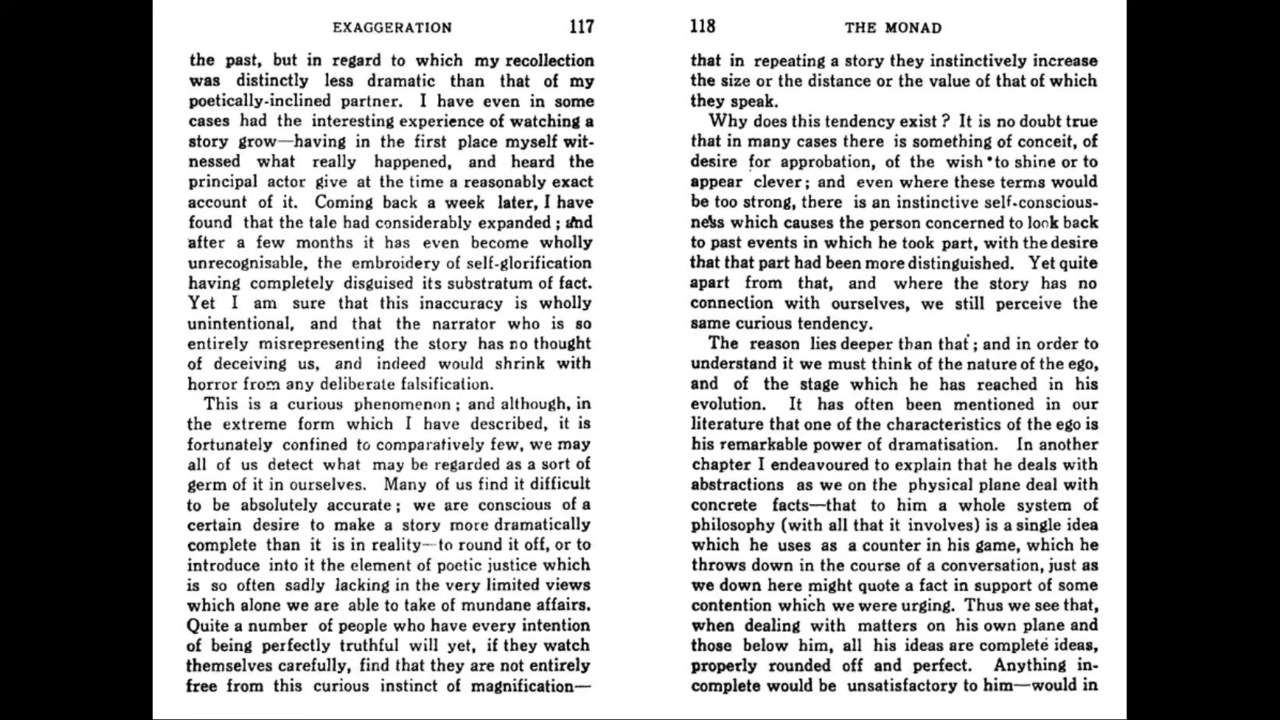 EXAGGERATION 117
the past, but in regard to which my recollection
was distinctly less dramatic than that of my
poetically-inclined partner. I have even in some
cases had the interesting experience of watching a
story grow—having in the first place myself wit-
nessed what really happened, and heard the
principal actor give at the time a reasonably exact
account of it. Coming back a week later, I have
found that the tale had considerably expanded; and
after a few months it has even become wholly
unrecognisable, the embroidery of self-glorification
having completely disguised its substratum of fact.
Yet I am sure that this inaccuracy is wholly
unintentional, and that the narrator who is so
entirely misrepresenting the story has no thought
of deceiving us, and indeed would shrink with
horror from any deliberate falsification.
This is a curious phenomenon; and although, in
the extreme form which I have described, it is
fortunately confined to comparatively few, we may
all of us detect what may be regarded as a sort of
germ of it in ourselves. Many of us find it difficult
to be absolutely accurate; we are conscious of a
certain desire to make a story more dramatically
complete than it is in reality—to round it off, or to
introduce into it the element of poetic justice which
is so often sadly lacking in the very limited views
which alone we are able to take of mundane affairs.
Quite a number of people who have every intention
of being perfectly truthful will yet, if they watch
themselves carefully, find that they are not entirely
free from this curious instinct of magnification—
118 THE MONAD
that in repeating a story they instinctively increase
the size or the distance or the value of that of which
they speak.
Why does this tendency exist? It is no doubt true
that in many cases there is something of conceit, of
desire for approbation, of the wish to shine or to
appear clever; and even where these terms would
be too strong, there is an instinctive self-conscious-
ness which causes the person concerned to look back
to past events in which he took part, with the desire
that that part had been more distinguished. Yet quite
apart from that, and where the story has no
connection with ourselves, we still perceive the
same curious tendency.
The reason lies deeper than that; and in order to
understand it we must think of the nature of the ego,
and of the stage which he has reached in his
evolution. It has often been mentioned in our
literature that one of the characteristics of the ego is
his remarkable power of dramatisation. In another
chapter I endeavoured to explain that he deals with
abstractions as we on the physical plane deal with
concrete facts—that to him a whole system of
philosophy (with all that it involves) is a single idea
which he uses as a counter in his game, which he
throws down in the course of a conversation, just as
we down here might quote a fact in support of some
contention which we were urging. Thus we see that,
when dealing with matters on his own plane and
those below him, all his ideas are complete ideas,
properly rounded off and perfect. Anything in-
complete would be unsatisfactory to him—would in